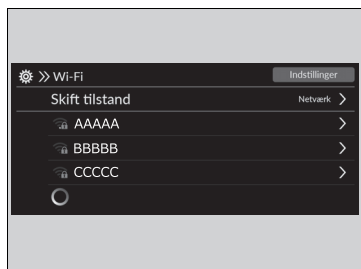 Wi-Fi Indstillinger
Skift tilstand Netværk
AAAAA
BBBBB
CCCCC